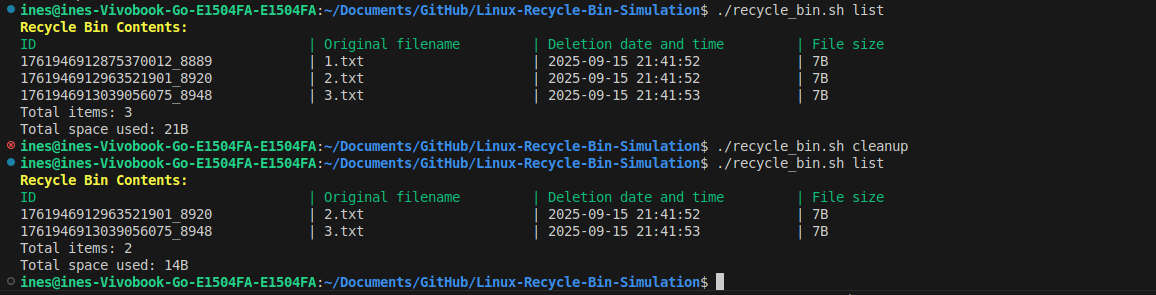 ines@ines-Vivobook-Go-E1504FA-E1504FA:~/Documents/GitHub/Linux-Recycle-Bin-Simulation$ ./recycle_bin.sh list
Recycle Bin Contents:
ID | Original filename | Deletion date and time | File size
1761946912875370012_8889 | 1.txt | 2025-09-15 21:41:52 | 7B
1761946912963521901_8920 | 2.txt | 2025-09-15 21:41:52 | 7B
1761946913039056075_8948 | 3.txt | 2025-09-15 21:41:53 | 7B
Total items: 3
Total space used: 21B
ines@ines-Vivobook-Go-E1504FA-E1504FA:~/Documents/GitHub/Linux-Recycle-Bin-Simulation$ ./recycle_bin.sh cleanup
ines@ines-Vivobook-Go-E1504FA-E1504FA:~/Documents/GitHub/Linux-Recycle-Bin-Simulation$ ./recycle_bin.sh list
Recycle Bin Contents:
ID | Original filename | Deletion date and time | File size
1761946912963521901_8920 | 2.txt | 2025-09-15 21:41:52 | 7B
1761946913039056075_8948 | 3.txt | 2025-09-15 21:41:53 | 7B
Total items: 2
Total space used: 14B
ines@ines-Vivobook-Go-E1504FA-E1504FA:~/Documents/GitHub/Linux-Recycle-Bin-Simulation$